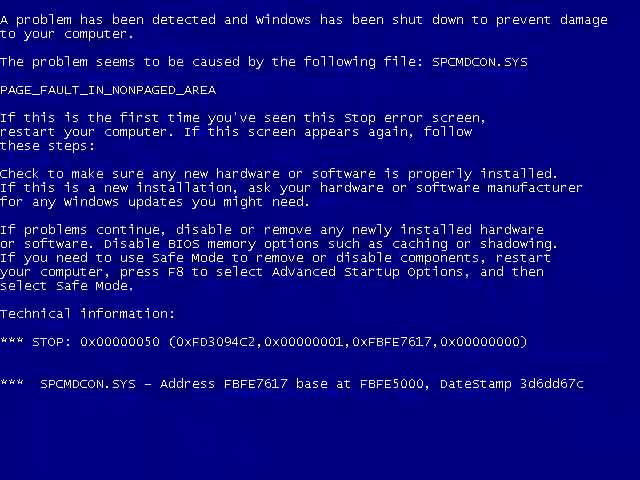 A problem has been detected and Windows has been shut down to prevent damage
to your computer.
The problem seems to be caused by the following file: SPCMDCON.SYS
PAGE_FAULT_IN_NONPAGED_AREA
If this is the first time you've seen this Stop error screen,
restart your computer. If this screen appears again, follow
these steps:
Check to make sure any new hardware or software is properly installed.
If this is a new installation, ask your hardware or software manufacturer
for any Windows updates you might need.
If problems continue, disable or remove any newly installed hardware
or software. Disable BIOS memory options such as caching or shadowing.
If you need to use Safe Mode to remove or disable components, restart
your computer, press F8 to select Advanced Startup Options, and then
select Safe Mode.
Technical information:
*** STOP: 0x00000050 (0xFD3094C2,0x00000001,0xFBFE7617,0x00000000)
***  SPCMDCON.SYS – Address FBFE7617 base at FBFE5000, DateStamp 3d6dd67c